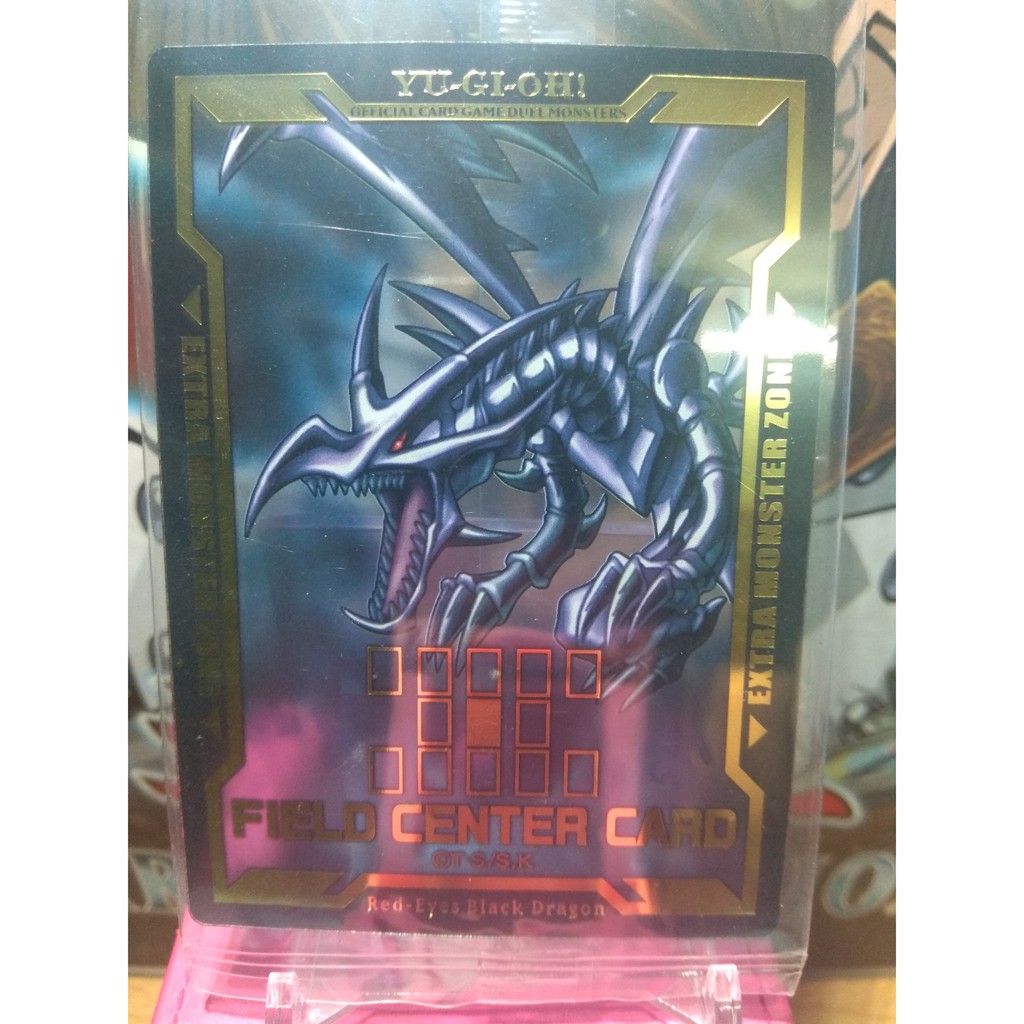 YU-GI-OH!
OFFICIAL CARD GAME DUEL MONSTERS
EXTRA MONSTER ZONE
EXTRA MONSTER ZONE
FIELD CENTER CARD
©T S./S.K
Red-Eyes Black Dragon